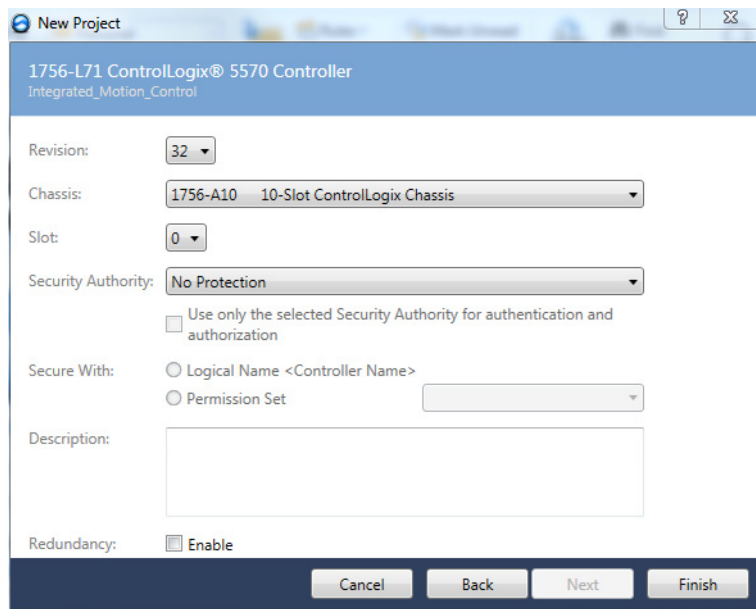 New Project
1756-L71 ControlLogix® 5570 Controller
Integrated_Motion_Control
Revision: 32
Chassis: 1756-A10 10-Slot ControlLogix Chassis
Slot: 0
Security Authority: No Protection
Use only the selected Security Authority for authentication and
authorization
Secure With: Logical Name <Controller Name>
Permission Set
Description:
Redundancy: Enable
Cancel Back Next Finish